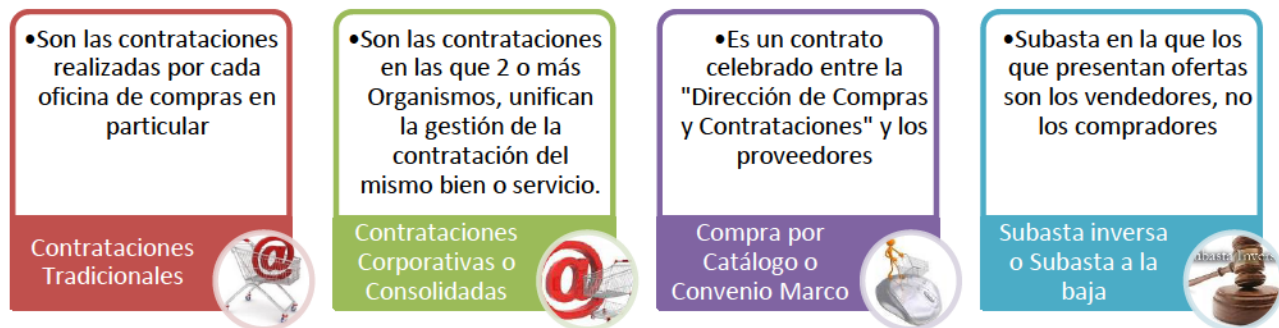 •Son las contrataciones
realizadas por cada
oficina de compras en
particular
Contrataciones
Tradicionales
•Son las contrataciones
en las que 2 o más
Organismos, unifican
la gestión de la
contratación del
mismo bien o servicio.
Contrataciones
Corporativas o
Consolidadas
•Es un contrato
celebrado entre la
"Dirección de Compras
y Contrataciones" y los
proveedores
Compra por
Catálogo o
Convenio Marco
•Subasta en la que los
que presentan ofertas
son los vendedores, no
los compradores
Subasta inversa
o Subasta a la
baja